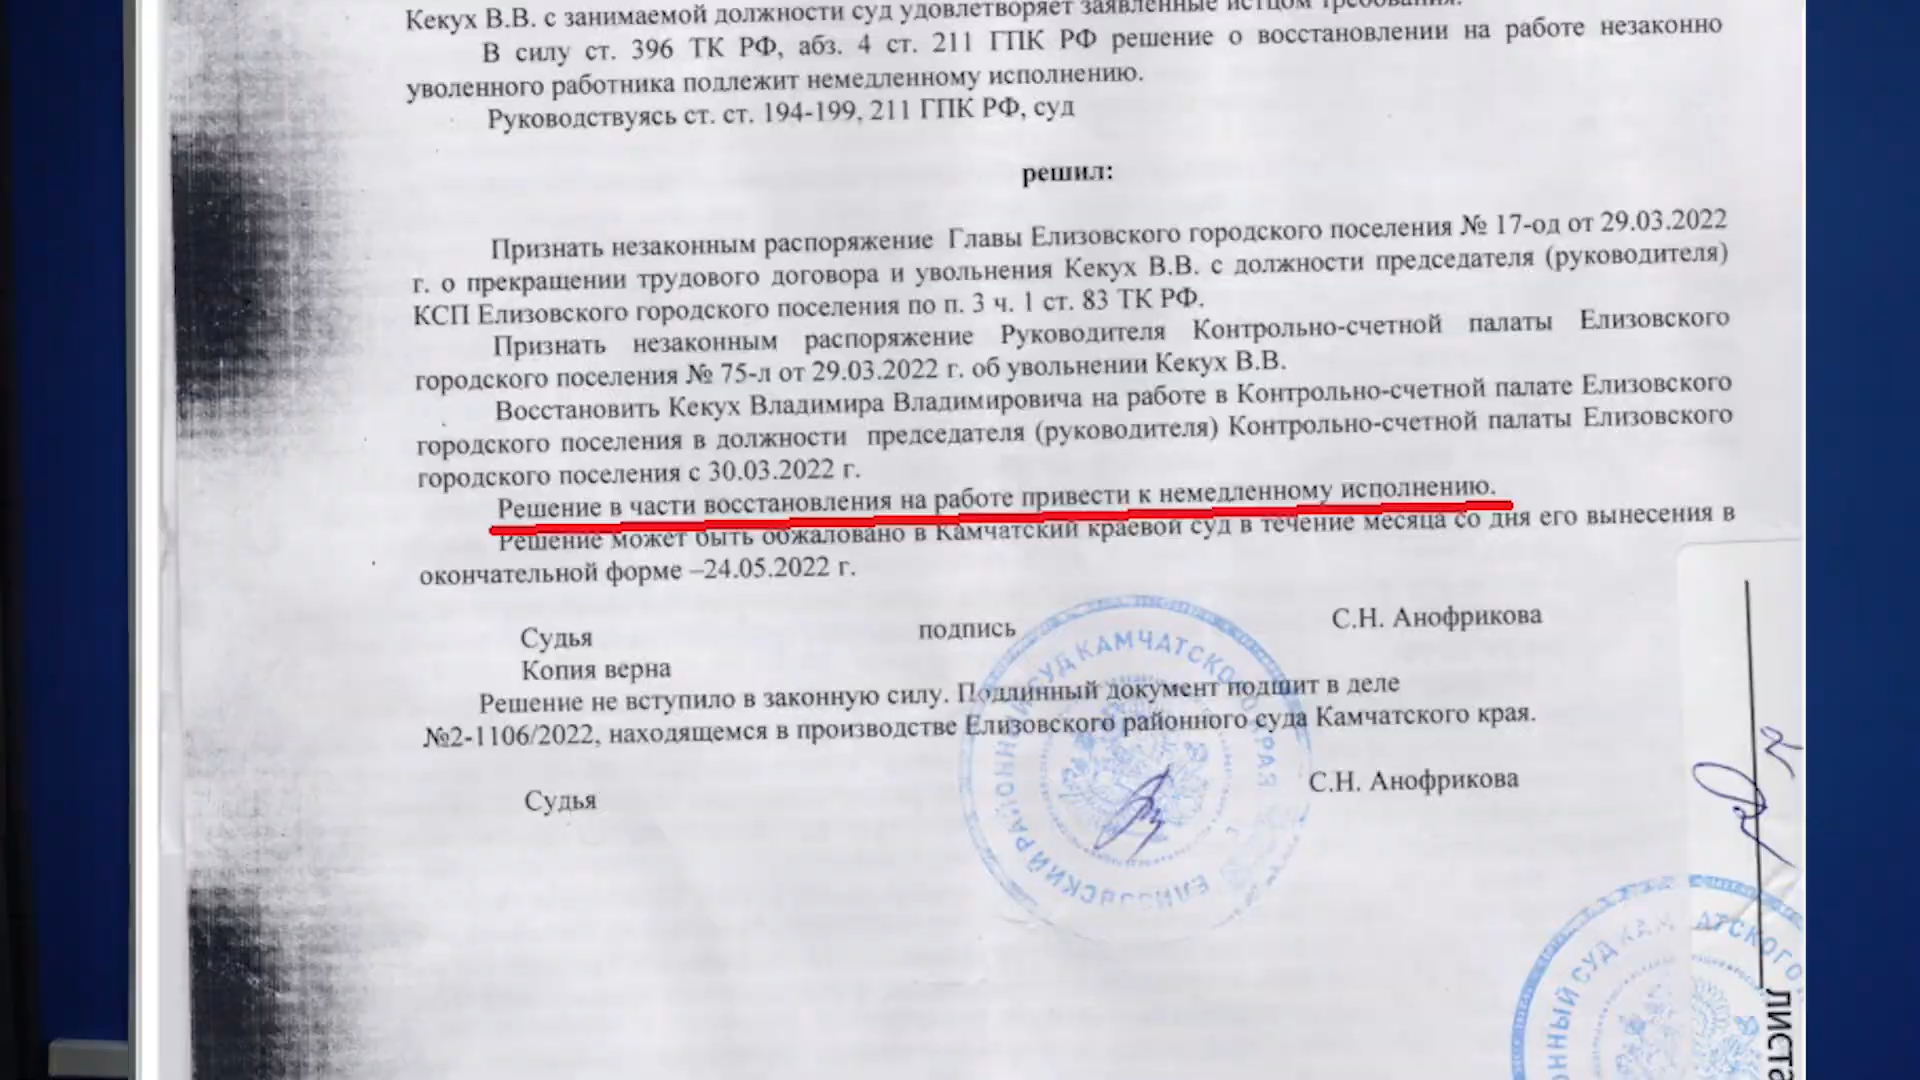 Кекух В.В. с занимаемой должности суд удовлетворяет заявленные истцом требования.
В силу ст. 396 ТК РФ, абз. 4 ст. 211 ГПК РФ решение о восстановлении на работе незаконно
уволенного работника подлежит немедленному исполнению.
Руководствуясь ст. ст. 194-199, 211 ГПК РФ, суд
решил:
Признать незаконным распоряжение Главы Елизовского городского поселения № 17-од от 29.03.2022
г. о прекращении трудового договора и увольнения Кекух В.В. с должности председателя (руководителя)
КСП Елизовского городского поселения по п. 3 ч. 1 ст. 83 ТК РФ.
Признать незаконным распоряжение Руководителя Контрольно-счетной палаты Елизовского
городского поселения № 75-л от 29.03.2022 г. об увольнении Кекух В.В.
Восстановить Кекух Владимира Владимировича на работе в Контрольно-счетной палате Елизовского
городского поселения в должности председателя (руководителя) Контрольно-счетной палаты Елизовского
городского поселения с 30.03.2022 г.
Решение в части восстановления на работе привести к немедленному исполнению.
Решение может быть обжаловано в Камчатский краевой суд в течение месяца со дня его вынесения в
окончательной форме –24.05.2022 г.
Судья подпись С.Н. Анофрикова
Копия верна
Решение не вступило в законную силу. Подлинный документ подшит в деле
№2-1106/2022, находящемся в производстве Елизовского районного суда Камчатского края.
Судья С.Н. Анофрикова
ЕЛИЗОВСКИЙ РАЙОННЫЙ СУД КАМЧАТСКОГО КРАЯ
СУД КАМЧАТСКОГО
листа